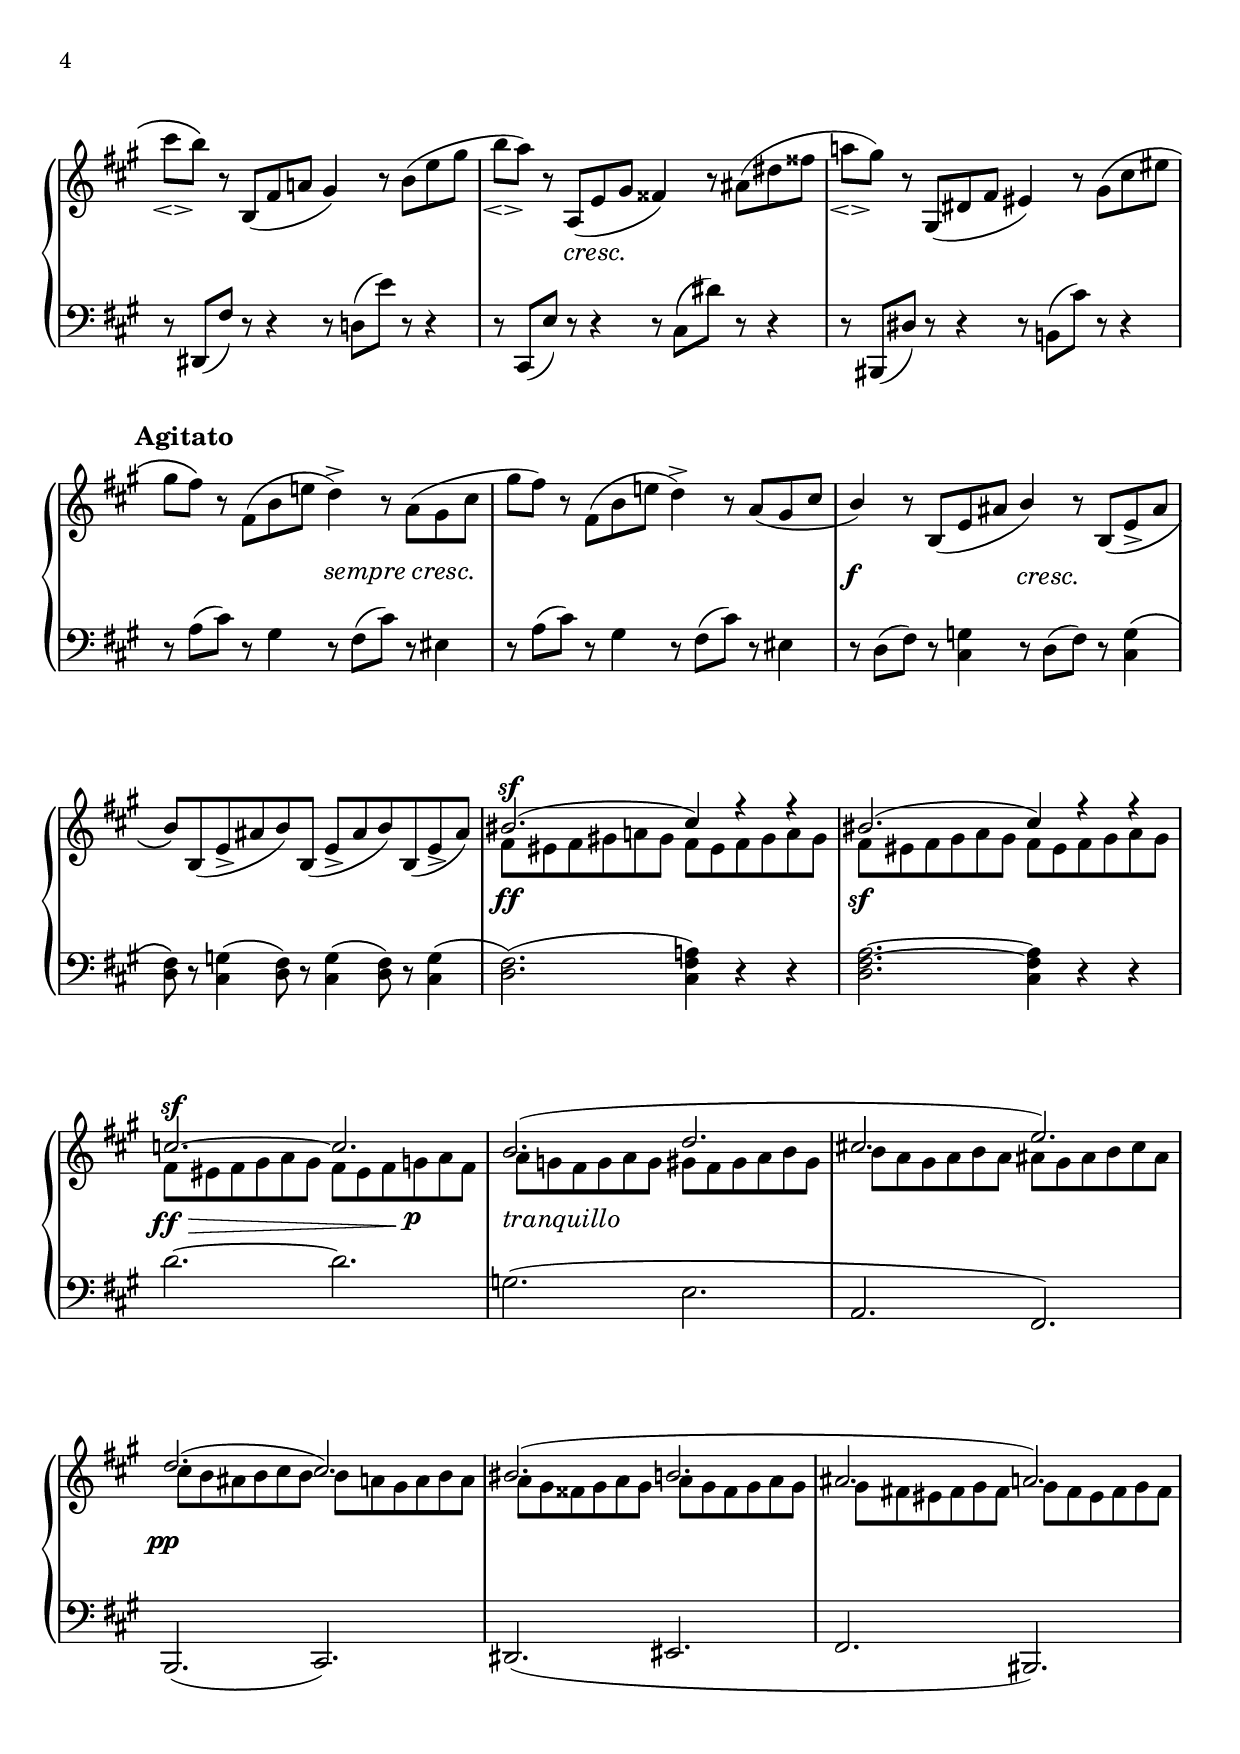 4
cresc.
Agitato
sempre cresc.
f
cresc.
sf
ff
sf
sf
ff
p
tranquillo
pp